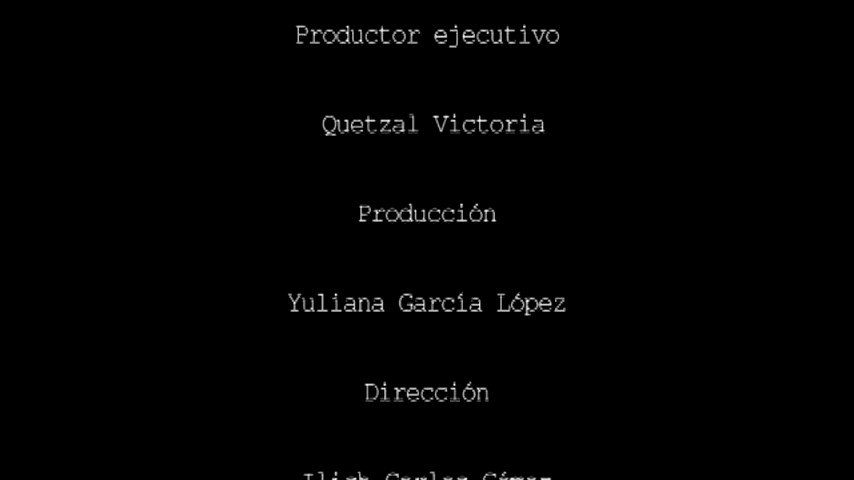 Productor ejecutivo
Quetzal Victoria
Producción
Yuliana García López
Dirección